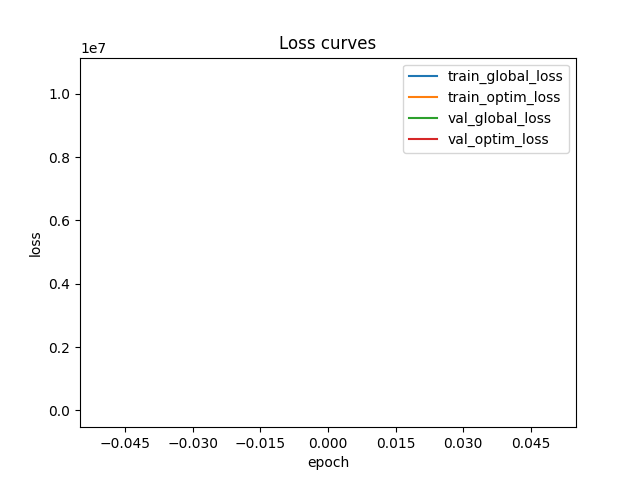 Loss curves
1e7
train_global_loss
train_optim_loss
val_global_loss
val_optim_loss
1.0
0.8
0.6
0.4
0.2
0.0
loss
−0.045 −0.030 −0.015 0.000 0.015 0.030 0.045
epoch